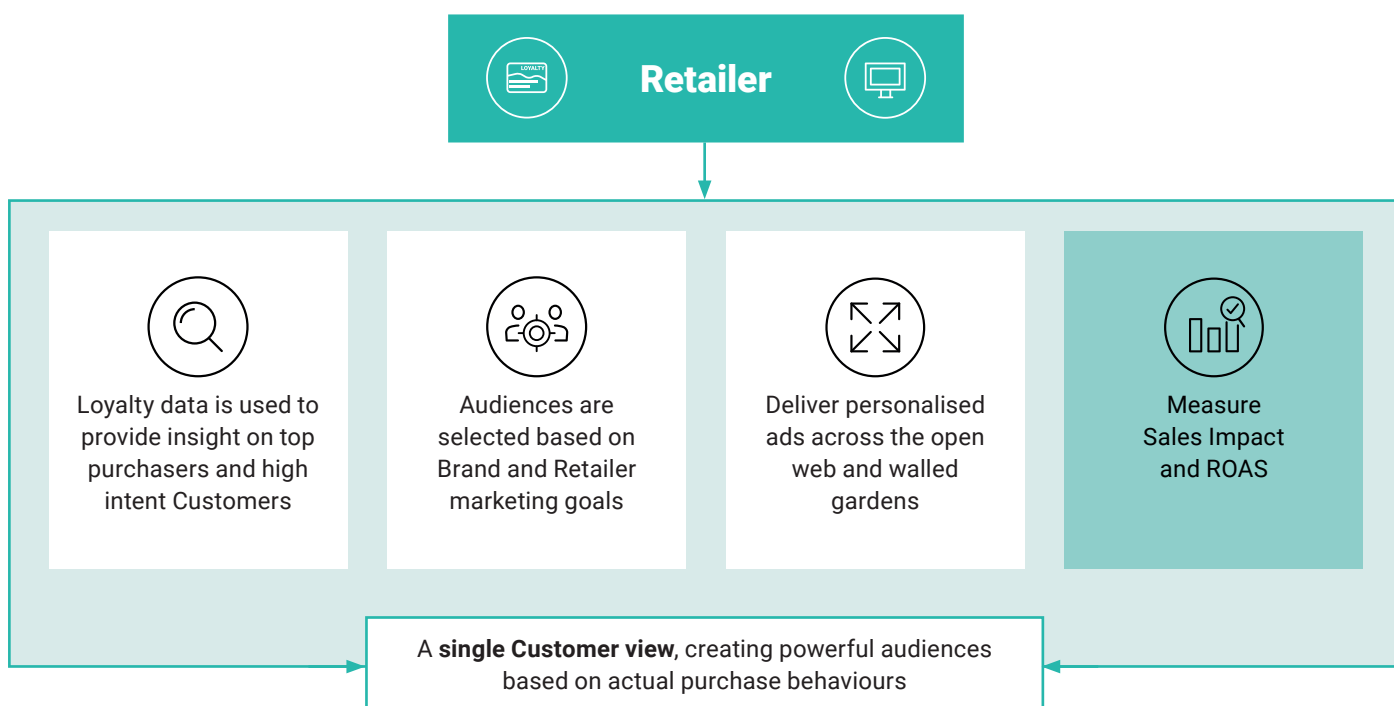 LOYALTY
Retailer
Loyalty data is used to
provide insight on top
purchasers and high
intent Customers
Audiences are
selected based on
Brand and Retailer
marketing goals
Deliver personalised
ads across the open
web and walled
gardens
Measure
Sales Impact
and ROAS
A single Customer view, creating powerful audiences
based on actual purchase behaviours